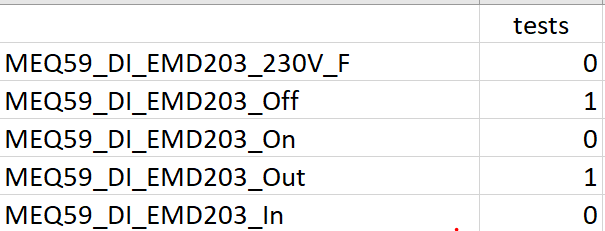 tests
MEQ59_DI_EMD203_230V_F 0
MEQ59_DI_EMD203_Off 1
MEQ59_DI_EMD203_On 0
MEQ59_DI_EMD203_Out 1
MEQ59_DI_EMD203_In 0